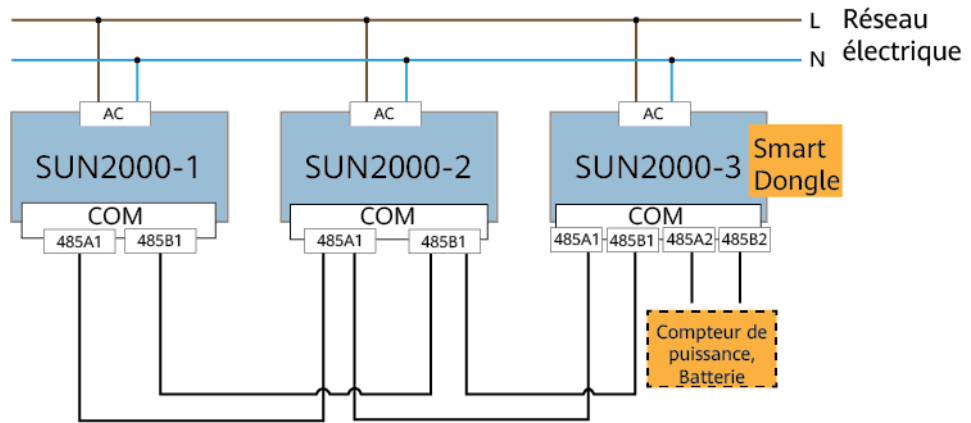 L
Réseau
électrique
N
AC
AC
AC
SUN2000-1
SUN2000-2
SUN2000-3
Smart
Dongle
COM
COM
COM
485A1
485B1
485A1
485B1
485A1
485B1
485A2
485B2
Compteur de
puissance,
Batterie